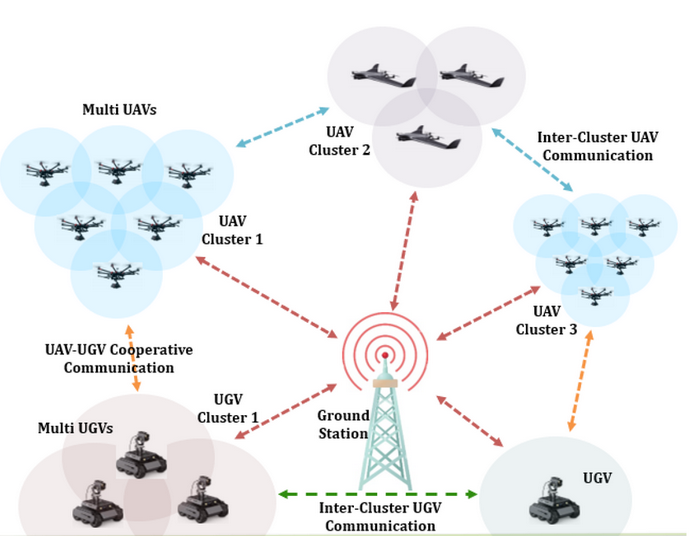 Multi UAVs
UAV
Cluster 2
Inter-Cluster UAV
Communication
UAV
Cluster 1
UAV
Cluster 3
UAV-UGV Cooperative
Communication
UGV
Cluster 1
Multi UGVs
Ground
Station
UGV
Inter-Cluster UGV
Communication